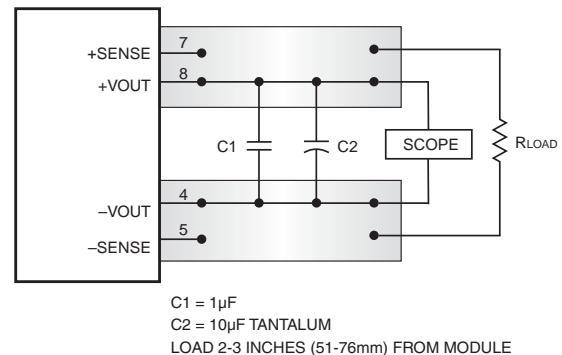 +SENSE 7
+VOUT 8
C1 C2 SCOPE RLOAD
–VOUT 4
–SENSE 5
C1 = 1µF
C2 = 10µF TANTALUM
LOAD 2-3 INCHES (51-76mm) FROM MODULE